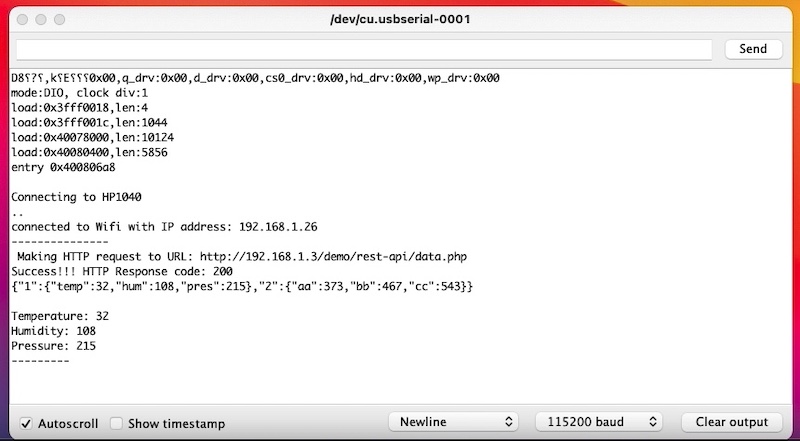 /dev/cu.usbserial-0001
Send
D8⸮?⸮,k⸮E⸮⸮⸮0x00,q_drv:0x00,d_drv:0x00,cs0_drv:0x00,hd_drv:0x00,wp_drv:0x00
mode:DIO, clock div:1
load:0x3fff0018,len:4
load:0x3fff001c,len:1044
load:0x40078000,len:10124
load:0x40080400,len:5856
entry 0x400806a8
Connecting to HP1040
..
connected to Wifi with IP address: 192.168.1.26
---------------
Making HTTP request to URL: http://192.168.1.3/demo/rest-api/data.php
Success!!! HTTP Response code: 200
{"1":{"temp":32,"hum":108,"pres":215},"2":{"aa":373,"bb":467,"cc":543}}
Temperature: 32
Humidity: 108
Pressure: 215
---------
Autoscroll
Show timestamp
Newline
115200 baud
Clear output